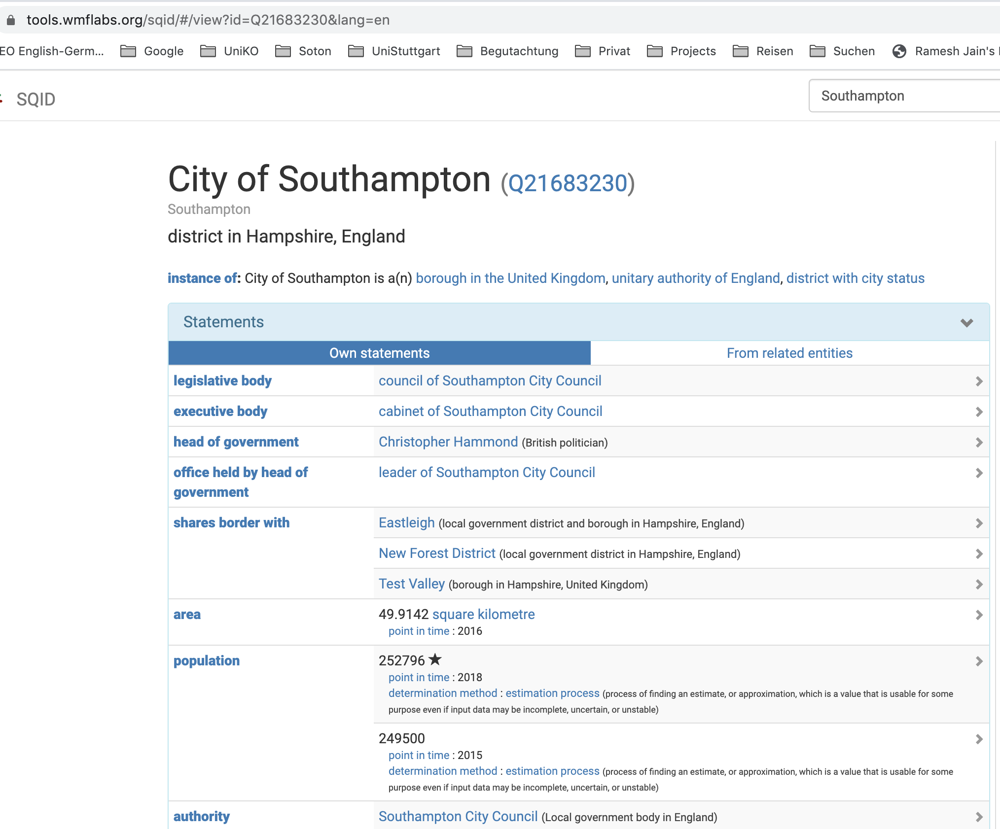 tools.wmflabs.org/sqid/#/view?id=Q21683230&lang=en
EO English-Germ... Google UniKO Soton UniStuttgart Begutachtung Privat Projects Reisen Suchen Ramesh Jain's
SQID Southampton
City of Southampton (Q21683230)
Southampton
district in Hampshire, England
instance of: City of Southampton is a(n) borough in the United Kingdom, unitary authority of England, district with city status
Statements
Own statements From related entities
legislative body council of Southampton City Council
executive body cabinet of Southampton City Council
head of government Christopher Hammond (British politician)
office held by head of leader of Southampton City Council
government
shares border with Eastleigh (local government district and borough in Hampshire, England)
New Forest District (local government district in Hampshire, England)
Test Valley (borough in Hampshire, United Kingdom)
area 49.9142 square kilometre
point in time : 2016
population 252796 ★
point in time : 2018
determination method : estimation process (process of finding an estimate, or approximation, which is a value that is usable for some
purpose even if input data may be incomplete, uncertain, or unstable)
249500
point in time : 2015
determination method : estimation process (process of finding an estimate, or approximation, which is a value that is usable for some
purpose even if input data may be incomplete, uncertain, or unstable)
authority Southampton City Council (Local government body in England)